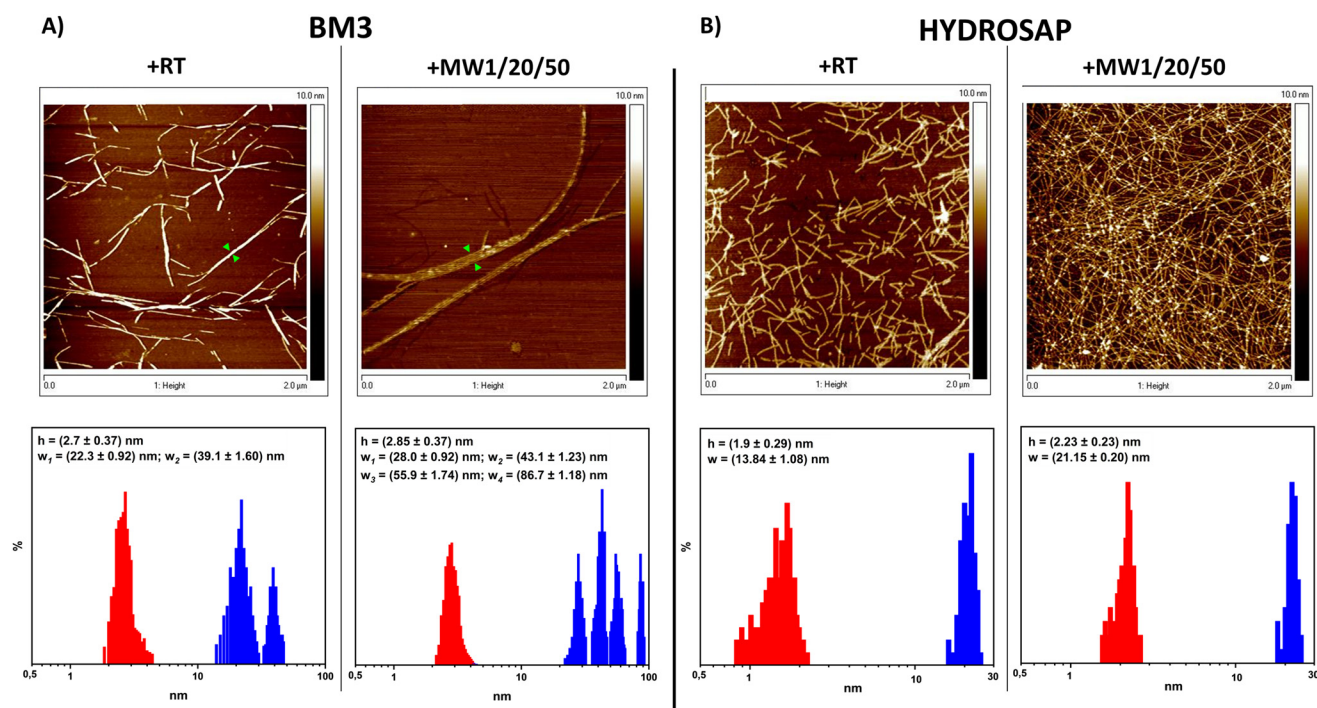 A)
BM3
+RT
+MW1/20/50
B)
HYDROSAP
+RT
+MW1/20/50
10.0 nm
0.0
1: Height
2.0 µm
10.0 nm
0.0
1: Height
2.0 µm
10.0 nm
0.0
1: Height
2.0 µm
10.0 nm
0.0
1: Height
2.0 µm
h = (2.7 ± 0.37) nm
w1 = (22.3 ± 0.92) nm; w2 = (39.1 ± 1.60) nm
%
0,5 1 10 100
nm
h = (2.85 ± 0.37) nm
w1 = (28.0 ± 0.92) nm; w2 = (43.1 ± 1.23) nm
w3 = (55.9 ± 1.74) nm; w4 = (86.7 ± 1.18) nm
0,5 1 10 100
nm
h = (1.9 ± 0.29) nm
w = (13.84 ± 1.08) nm
%
0,5 1 10 30
nm
h = (2.23 ± 0.23) nm
w = (21.15 ± 0.20) nm
0,5 1 10 30
nm